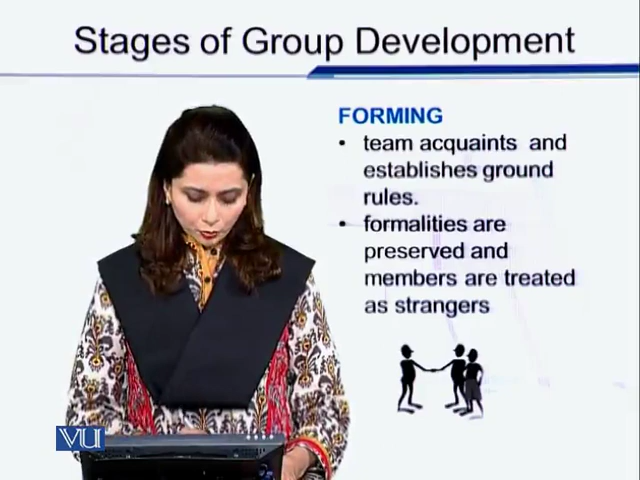 Stages of Group Development
FORMING
• team acquaints and
establishes ground
rules.
• formalities are
preserved and
members are treated
as strangers
VU